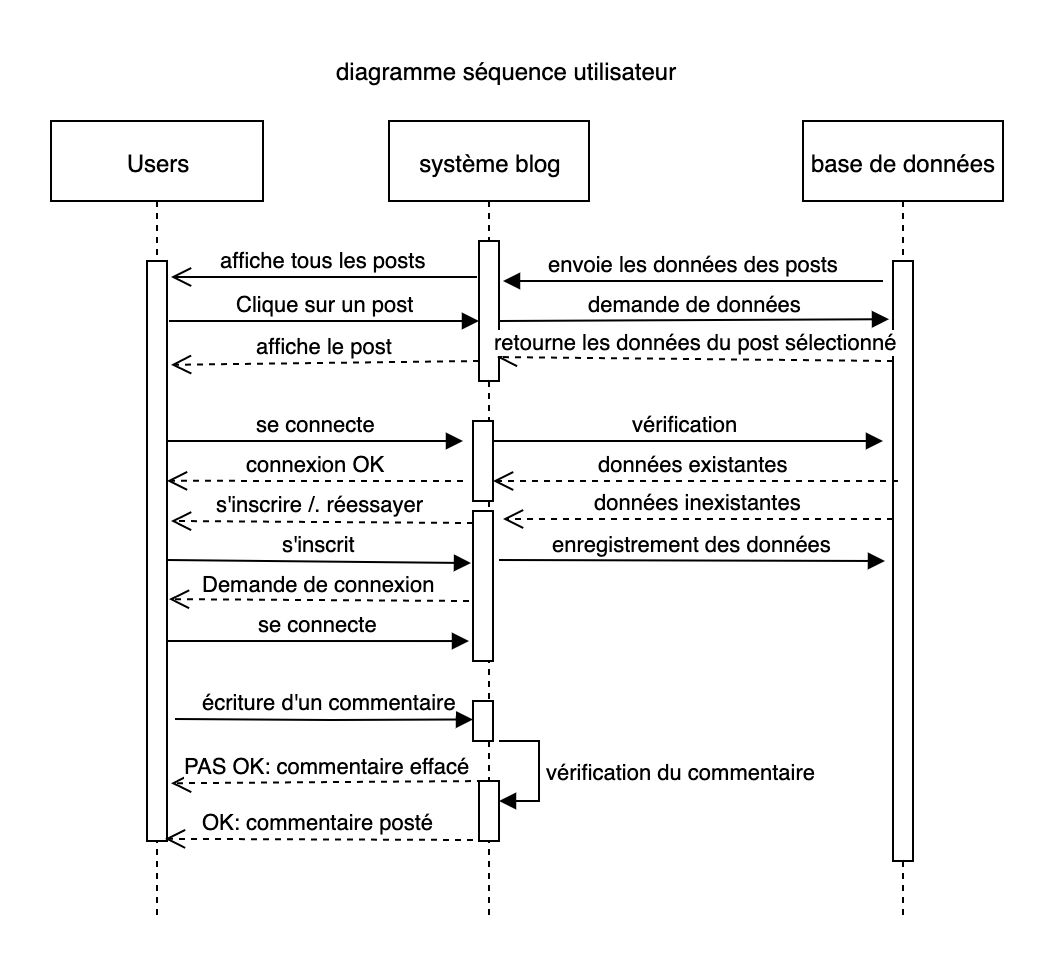 diagramme séquence utilisateur
Users
système blog
base de données
affiche tous les posts
envoie les données des posts
Clique sur un post
demande de données
affiche le post
retourne les données du post sélectionné
se connecte
vérification
connexion OK
données existantes
s'inscrire /. réessayer
données inexistantes
s'inscrit
enregistrement des données
Demande de connexion
se connecte
écriture d'un commentaire
PAS OK: commentaire effacé
vérification du commentaire
OK: commentaire posté